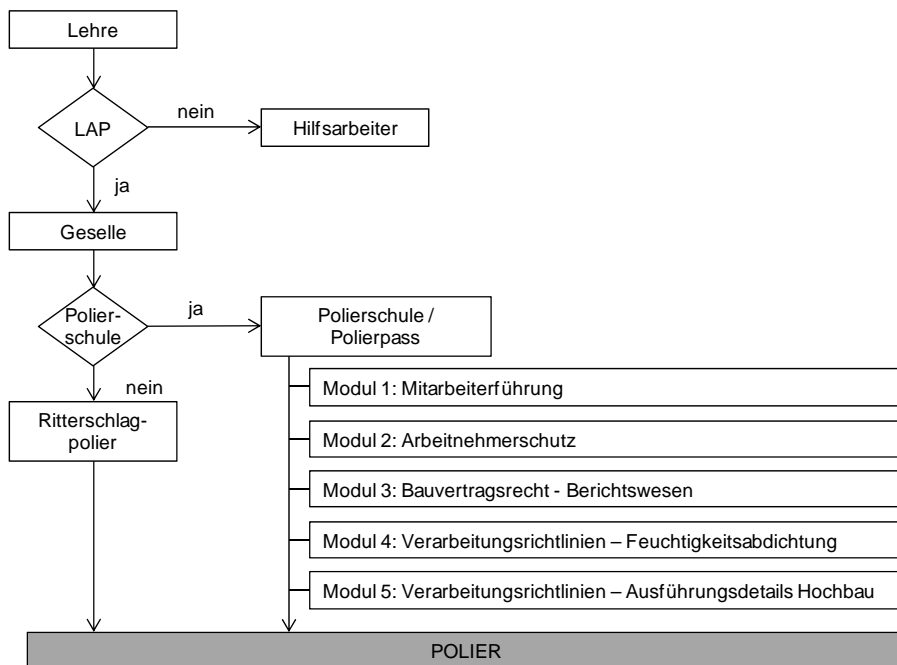 Lehre
LAP
nein
Hilfsarbeiter
ja
Geselle
Polier-
schule
ja
Polierschule /
Polierpass
nein
Ritterschlag-
polier
Modul 1: Mitarbeiterführung
Modul 2: Arbeitnehmerschutz
Modul 3: Bauvertragsrecht - Berichtswesen
Modul 4: Verarbeitungsrichtlinien – Feuchtigkeitsabdichtung
Modul 5: Verarbeitungsrichtlinien – Ausführungsdetails Hochbau
POLIER